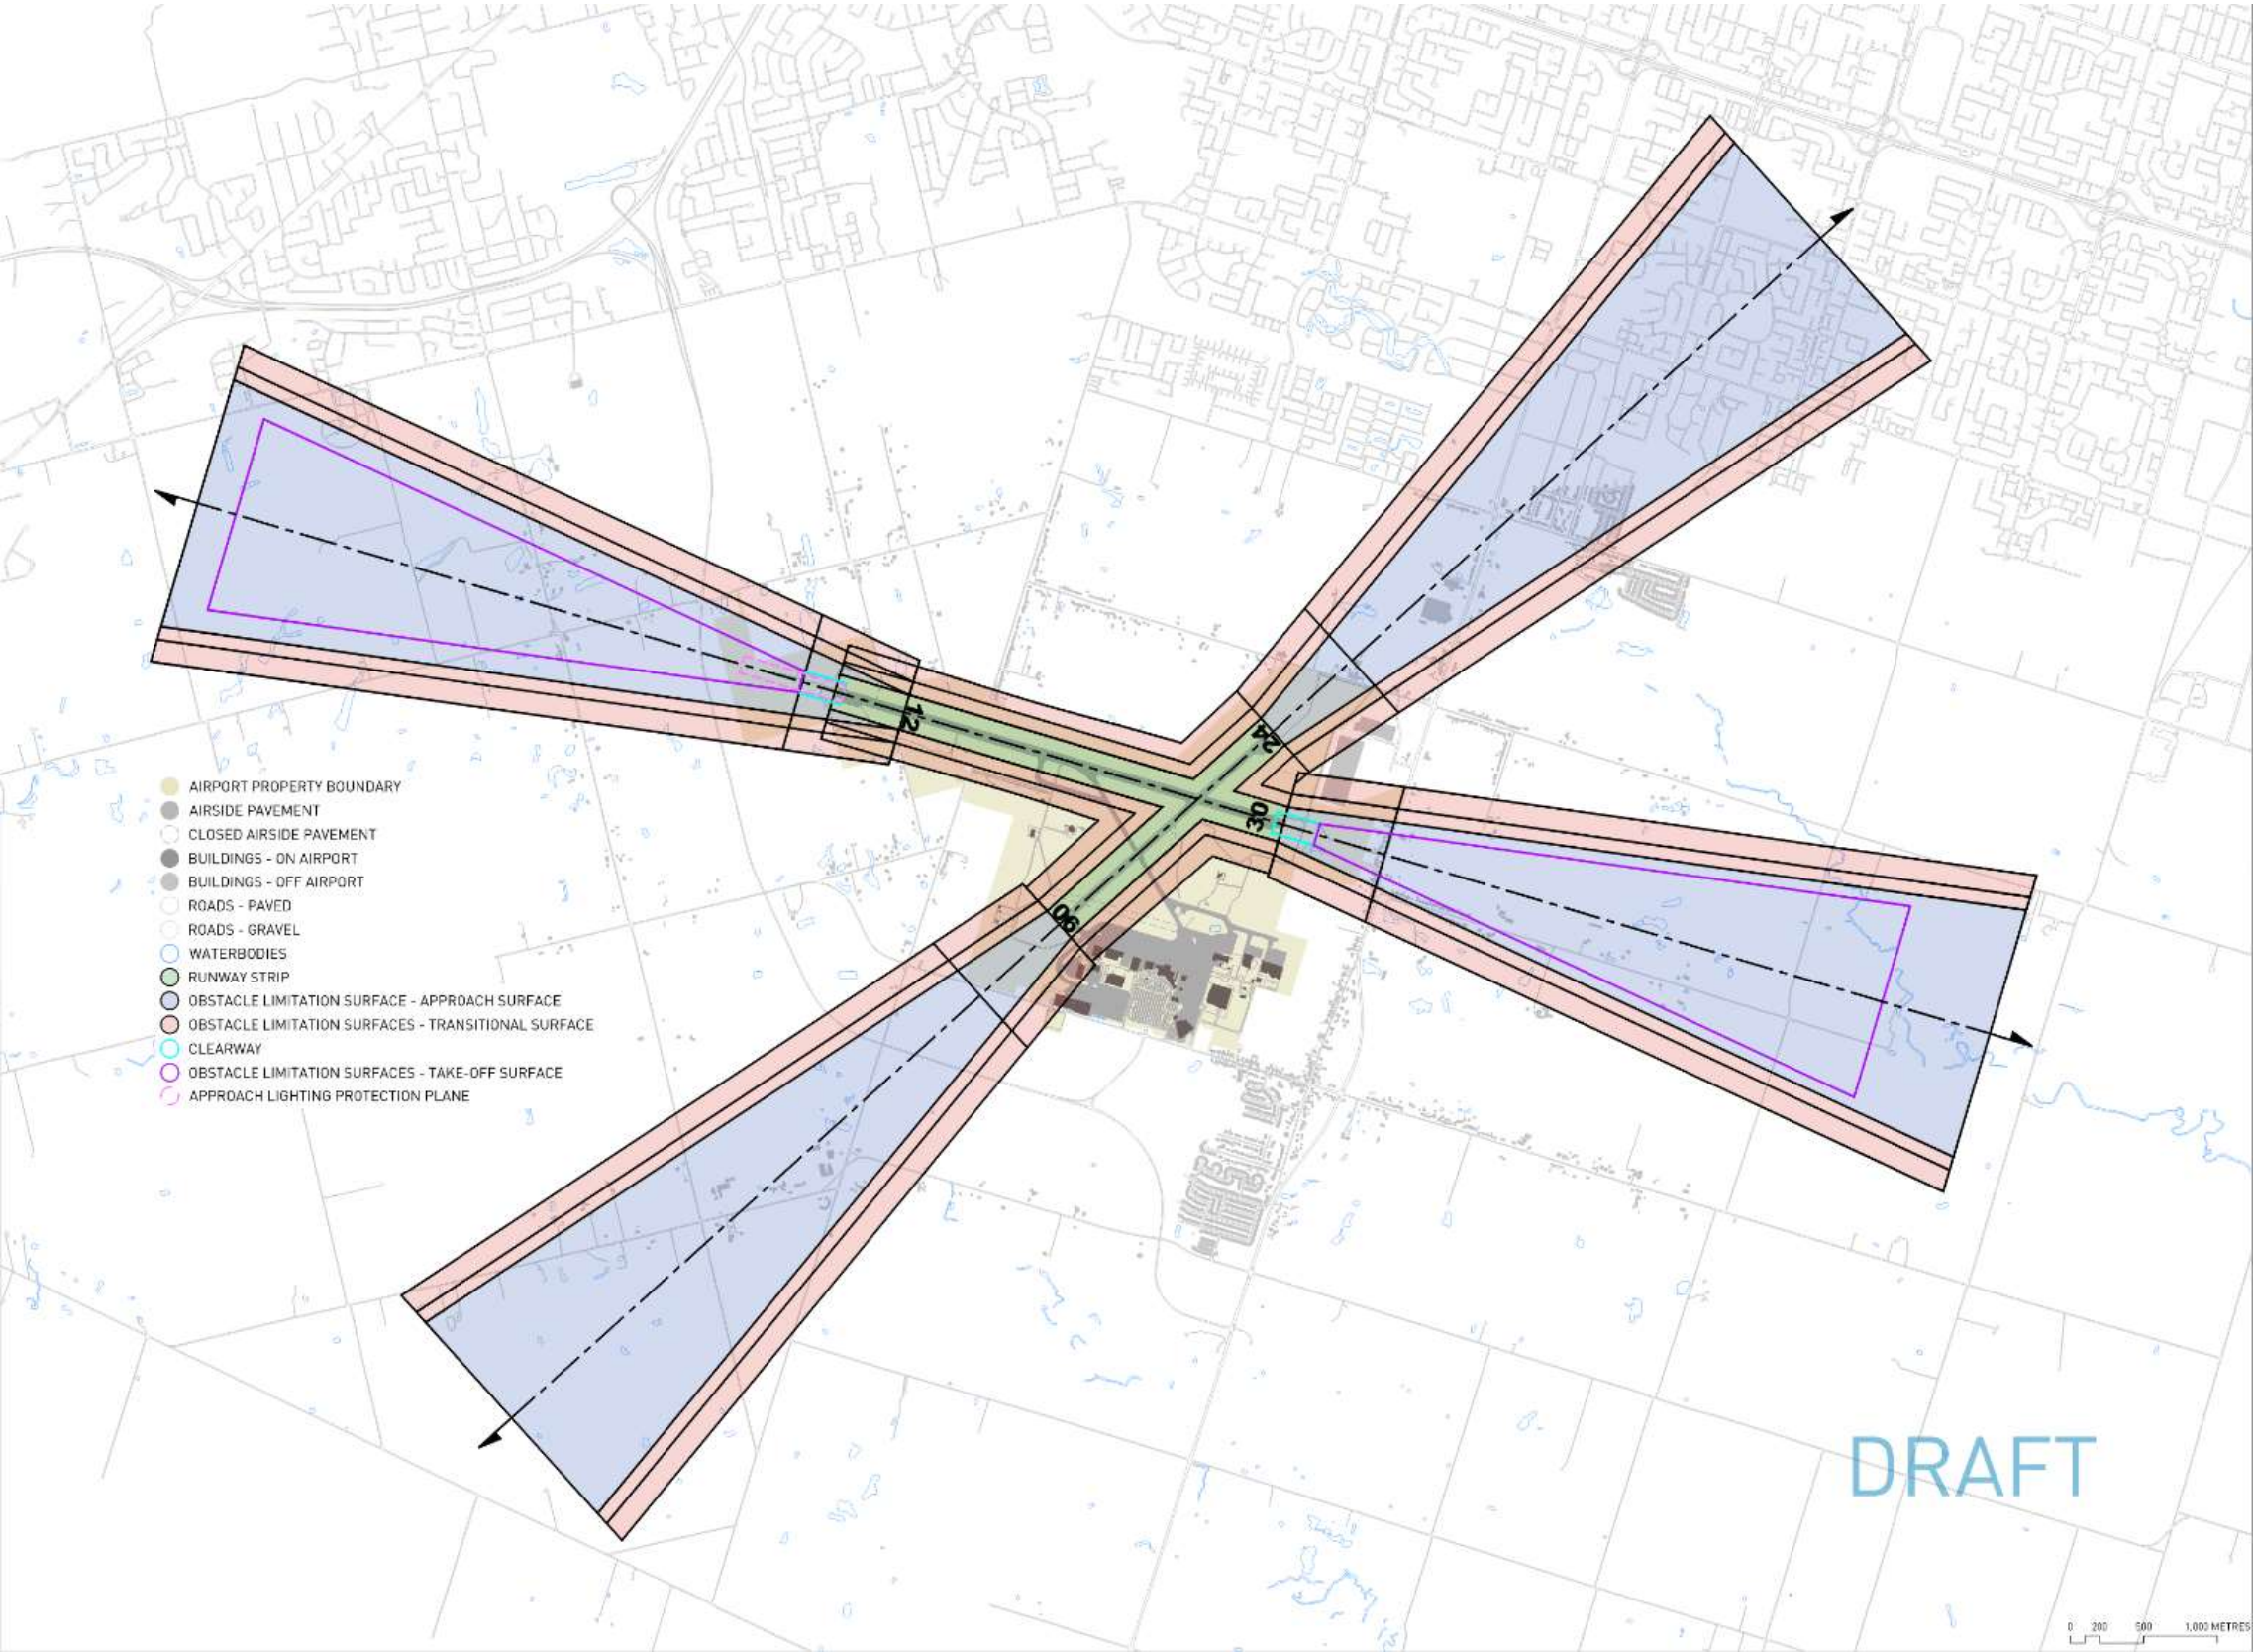 12
24
30
06
AIRPORT PROPERTY BOUNDARY
AIRSIDE PAVEMENT
CLOSED AIRSIDE PAVEMENT
BUILDINGS - ON AIRPORT
BUILDINGS - OFF AIRPORT
ROADS - PAVED
ROADS - GRAVEL
WATERBODIES
RUNWAY STRIP
OBSTACLE LIMITATION SURFACE - APPROACH SURFACE
OBSTACLE LIMITATION SURFACES - TRANSITIONAL SURFACE
CLEARWAY
OBSTACLE LIMITATION SURFACES - TAKE-OFF SURFACE
APPROACH LIGHTING PROTECTION PLANE
DRAFT
0 200 500 1,000 METRES